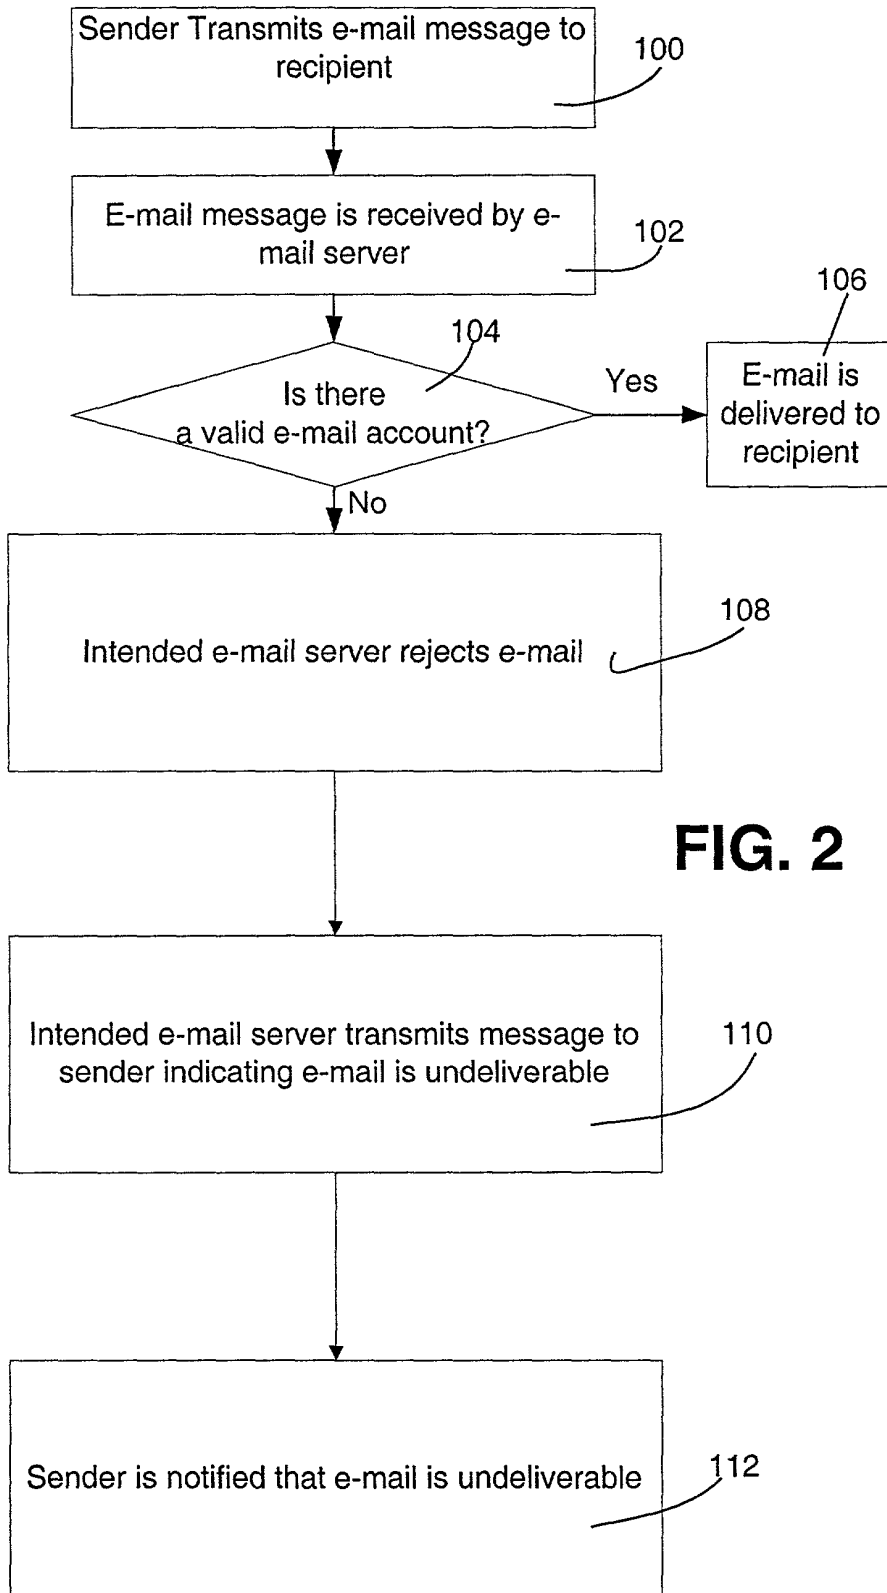 Sender Transmits e-mail message to
recipient
100
E-mail message is received by e-
mail server
102
104
Is there
a valid e-mail account?
Yes
106
E-mail is
delivered to
recipient
No
Intended e-mail server rejects e-mail
108
FIG. 2
Intended e-mail server transmits message to
sender indicating e-mail is undeliverable
110
Sender is notified that e-mail is undeliverable
112